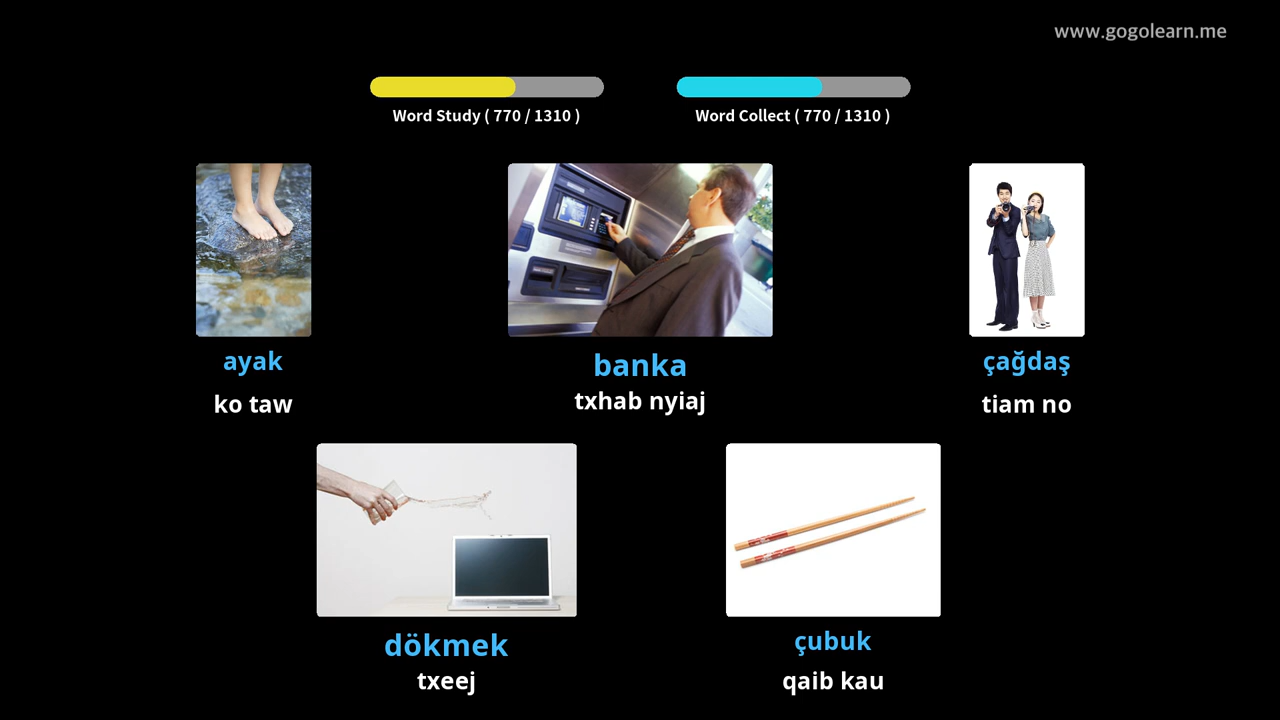 www.gogolearn.me
Word Study ( 770 / 1310 )
Word Collect ( 770 / 1310 )
ayak
banka
çağdaş
ko taw
txhab nyiaj
tiam no
dökmek
çubuk
txeej
qaib kau